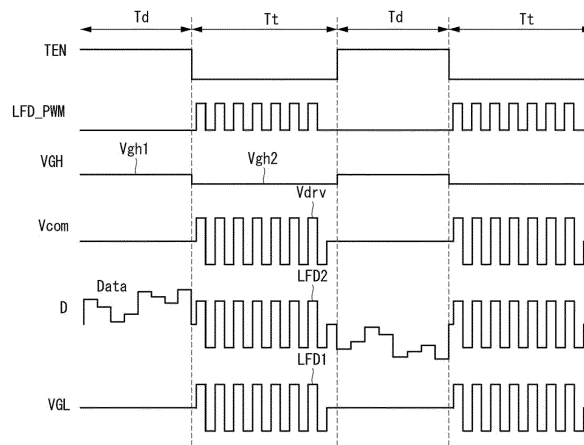 Td Tt Td Tt
TEN
LFD_PWM
VGH Vgh1 Vgh2
Vdrv
Vcom
Data LFD2
D
LFD1
VGL